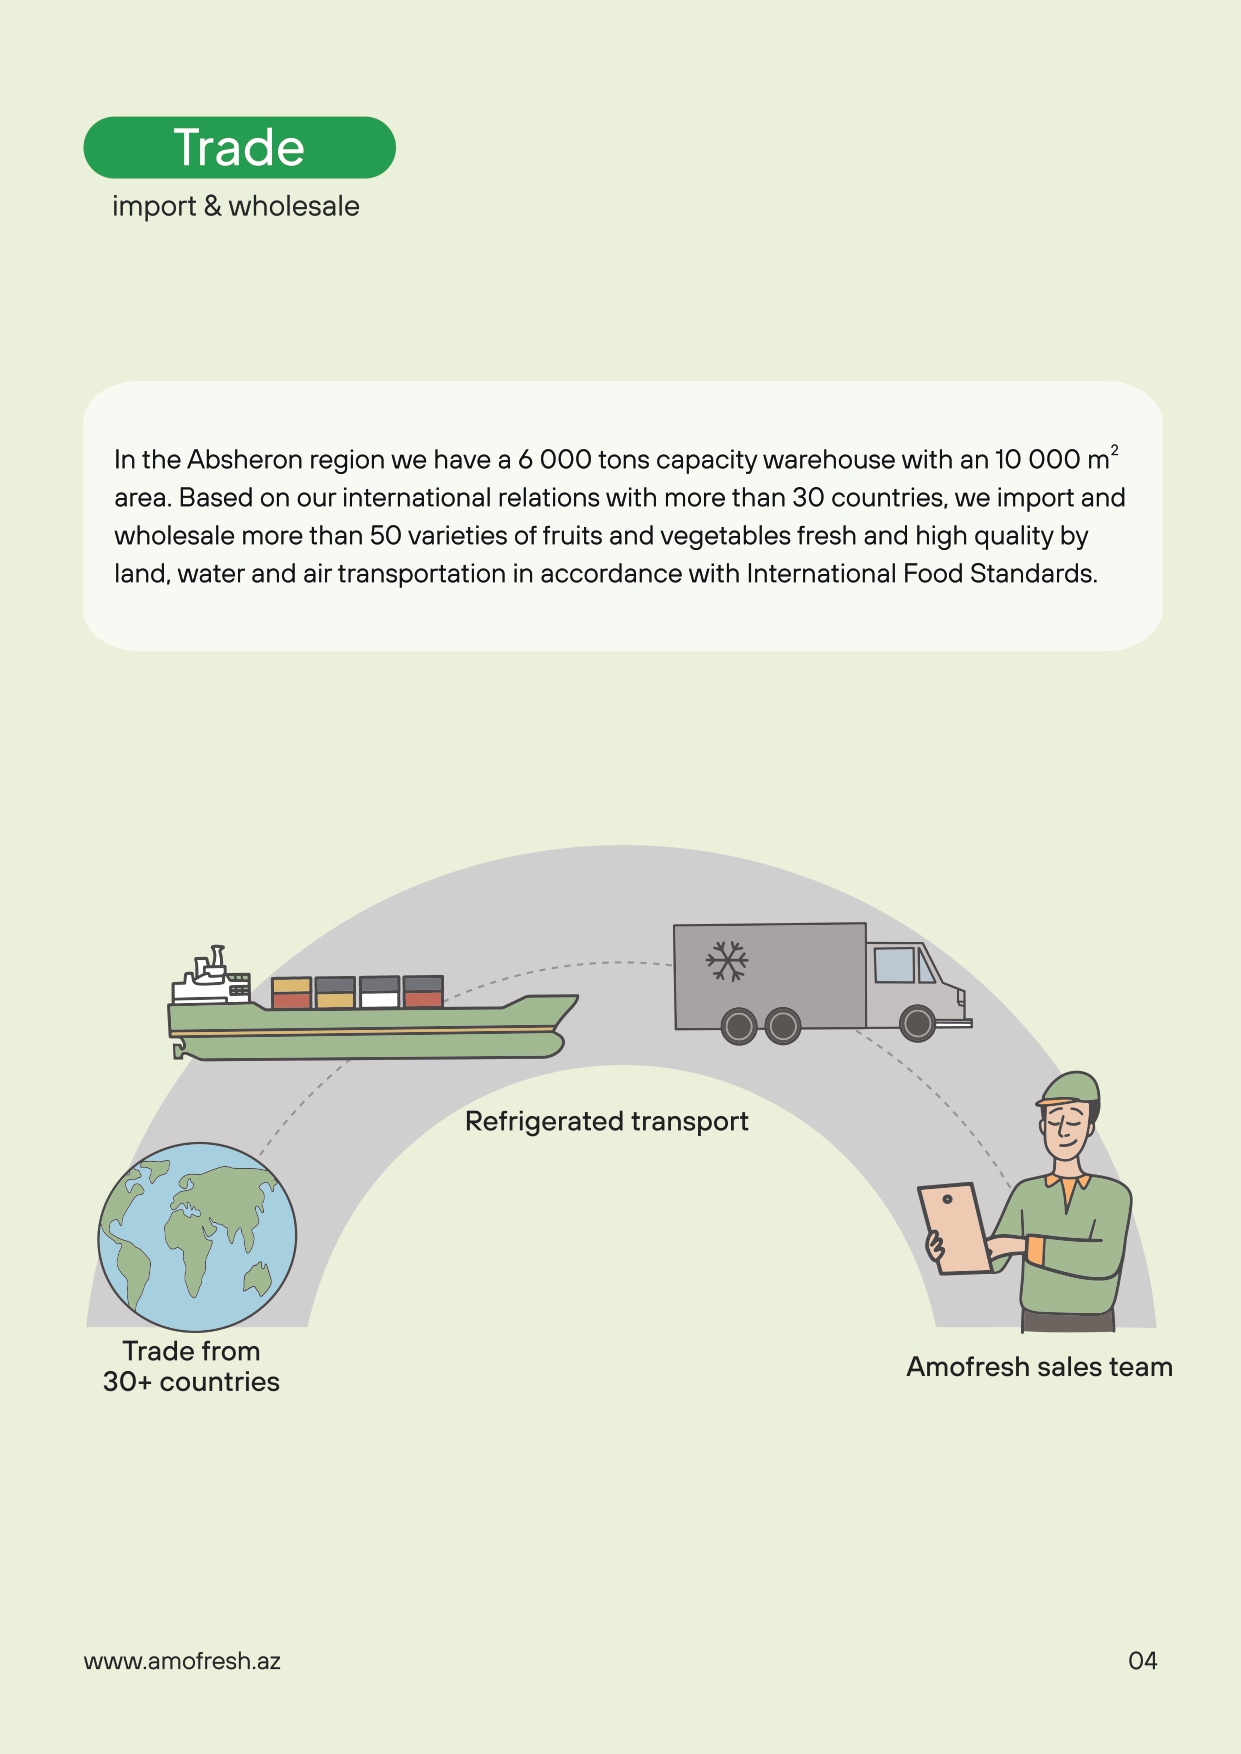 Trade
import & wholesale
In the Absheron region we have a 6 000 tons capacity warehouse with an 10 000 m²
area. Based on our international relations with more than 30 countries, we import and
wholesale more than 50 varieties of fruits and vegetables fresh and high quality by
land, water and air transportation in accordance with International Food Standards.
Refrigerated transport
Trade from
30+ countries
Amofresh sales team
www.amofresh.az
04